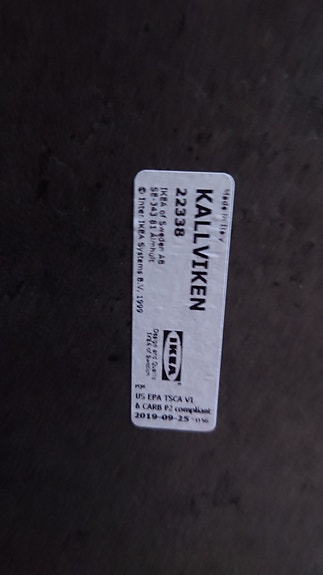 Made in Italy
KALLVIKEN
22338
IKEA of Sweden AB
SE-343 81 Älmhult
© Inter IKEA Systems B.V. 1999
IKEA
Design and Quality
IKEA of Sweden
US EPA TSCA VI
& CARB P2 compliant
2019-09-25